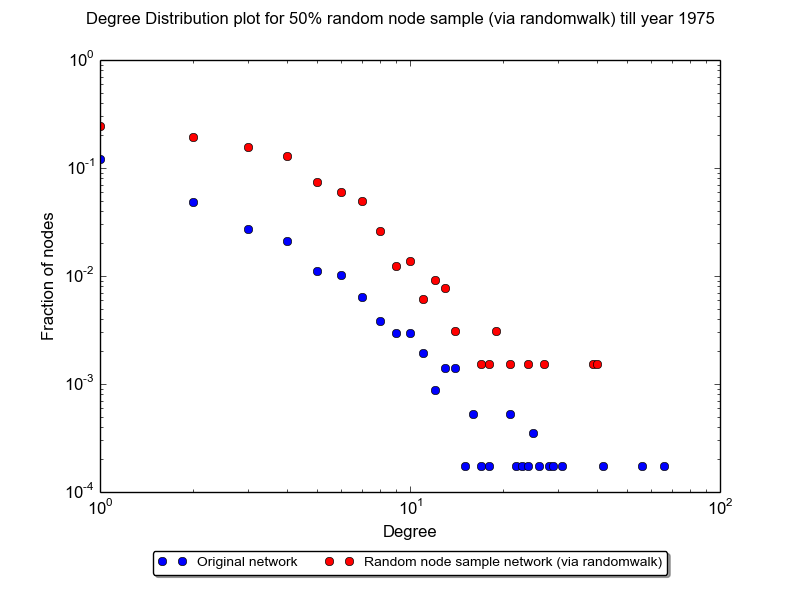 Degree Distribution plot for 50% random node sample (via randomwalk) till year 1975
10^0
10^-1
10^-2
10^-3
10^-4
Fraction of nodes
10^0 10^1 10^2
Degree
Original network Random node sample network (via randomwalk)